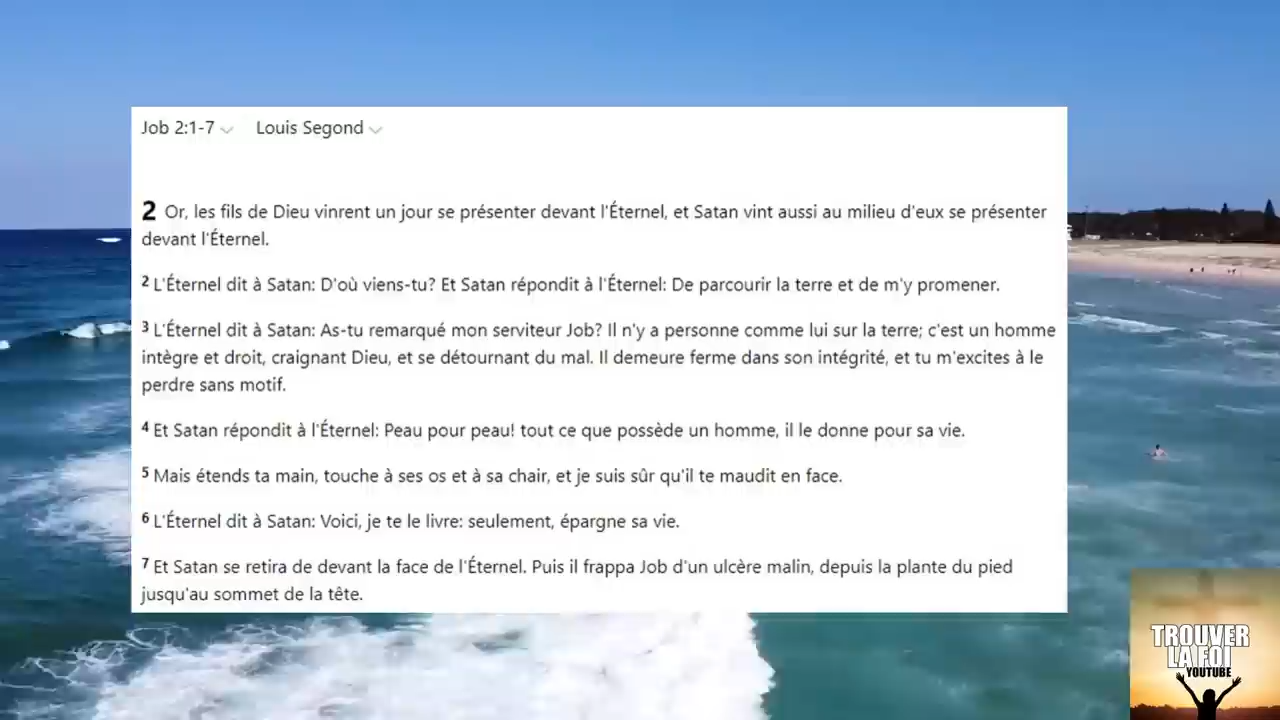 Job 2:1-7 Louis Segond
2 Or, les fils de Dieu vinrent un jour se présenter devant l'Éternel, et Satan vint aussi au milieu d'eux se présenter
devant l'Éternel.
2 L'Éternel dit à Satan: D'où viens-tu? Et Satan répondit à l'Éternel: De parcourir la terre et de m'y promener.
3 L'Éternel dit à Satan: As-tu remarqué mon serviteur Job? Il n'y a personne comme lui sur la terre; c'est un homme
intègre et droit, craignant Dieu, et se détournant du mal. Il demeure ferme dans son intégrité, et tu m'excites à le
perdre sans motif.
4 Et Satan répondit à l'Éternel: Peau pour peau! tout ce que possède un homme, il le donne pour sa vie.
5 Mais étends ta main, touche à ses os et à sa chair, et je suis sûr qu'il te maudit en face.
6 L'Éternel dit à Satan: Voici, je te le livre: seulement, épargne sa vie.
7 Et Satan se retira de devant la face de l'Éternel. Puis il frappa Job d'un ulcère malin, depuis la plante du pied
jusqu'au sommet de la tête.
TROUVER
LA FOI
YOUTUBE